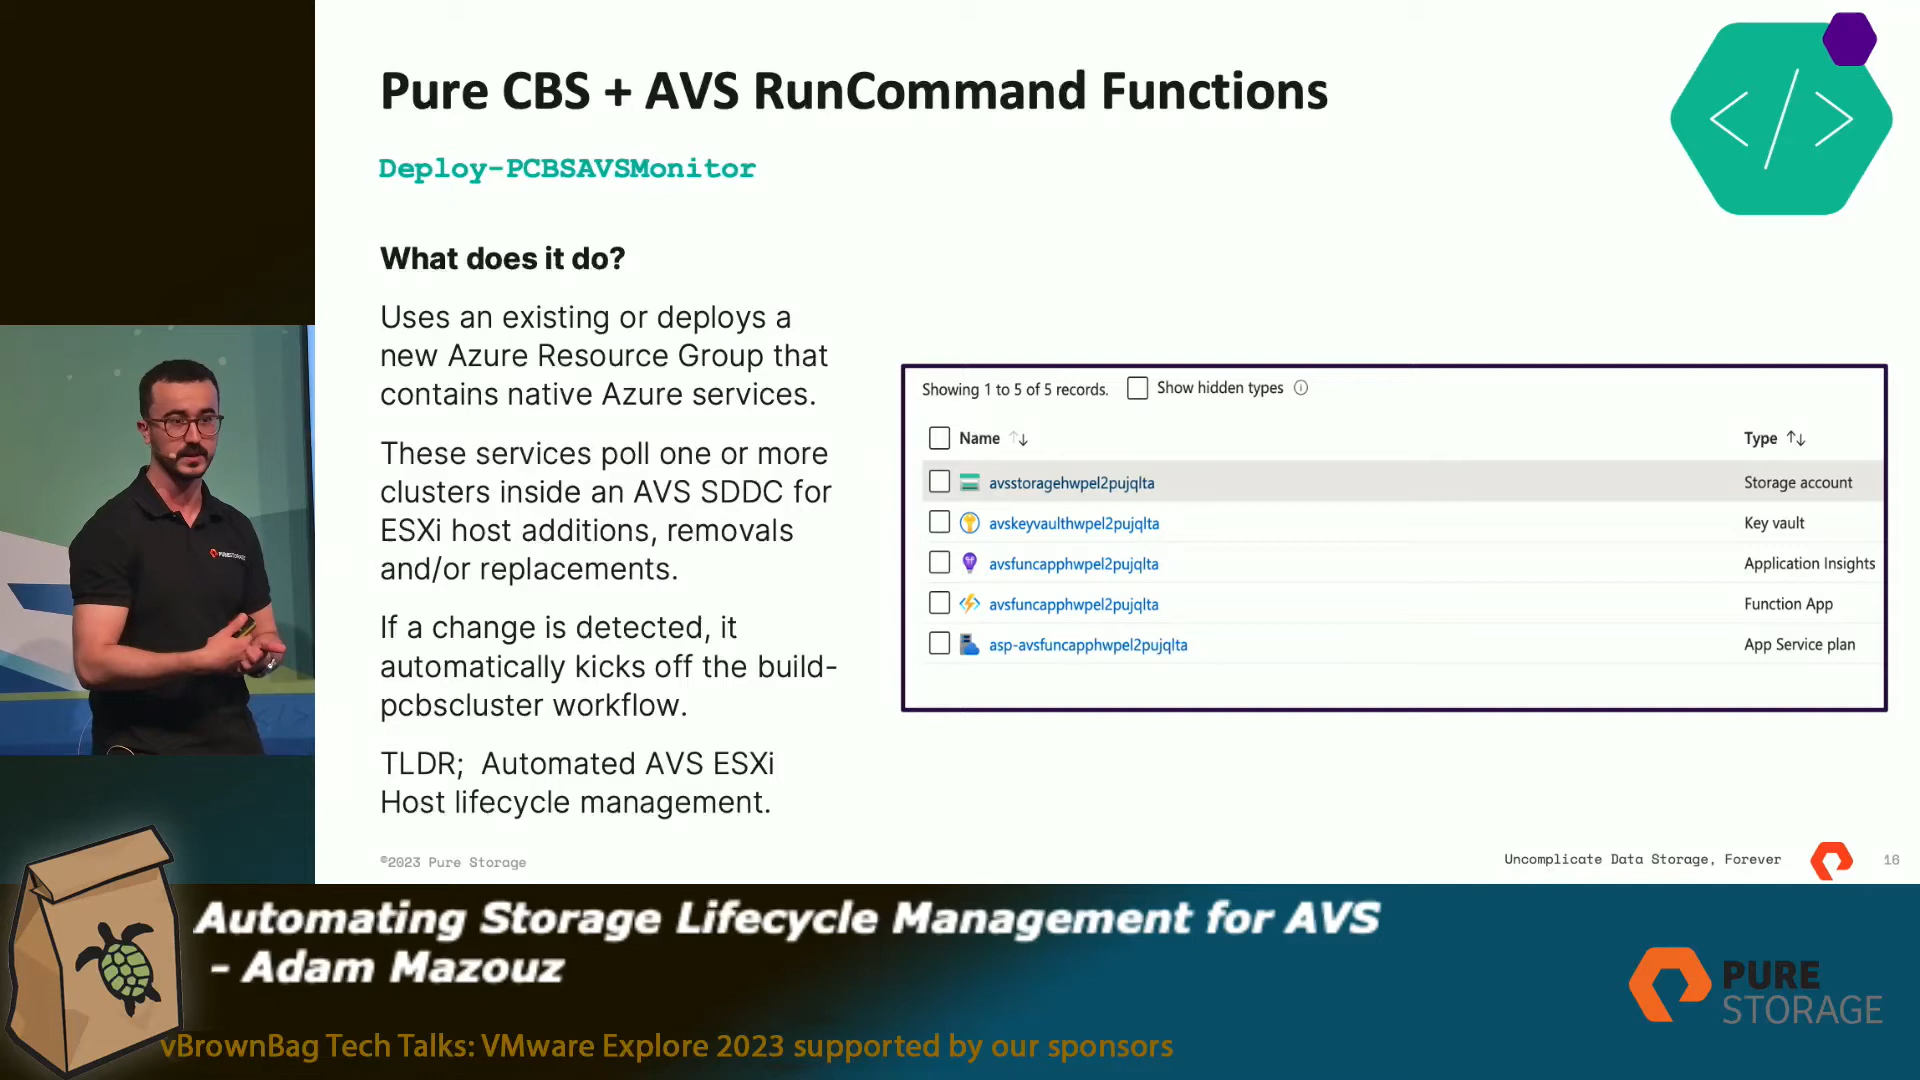 Pure CBS + AVS RunCommand Functions
Deploy-PCBSAVSMonitor
What does it do?
Uses an existing or deploys a
new Azure Resource Group that
contains native Azure services.
These services poll one or more
clusters inside an AVS SDDC for
ESXi host additions, removals
and/or replacements.
If a change is detected, it
automatically kicks off the build-
pcbscluster workflow.
TLDR;  Automated AVS ESXi
Host lifecycle management.
Showing 1 to 5 of 5 records. Show hidden types
Name Type
avsstoragehwpel2pujqlta Storage account
avskeyvaulthwpel2pujqlta Key vault
avsfuncapphwpel2pujqlta Application Insights
avsfuncapphwpel2pujqlta Function App
asp-avsfuncapphwpel2pujqlta App Service plan
©2023 Pure Storage
Uncomplicate Data Storage, Forever
16
PURESTORAGE
Automating Storage Lifecycle Management for AVS
- Adam Mazouz
PURE
STORAGE
vBrownBag Tech Talks: VMware Explore 2023 supported by our sponsors